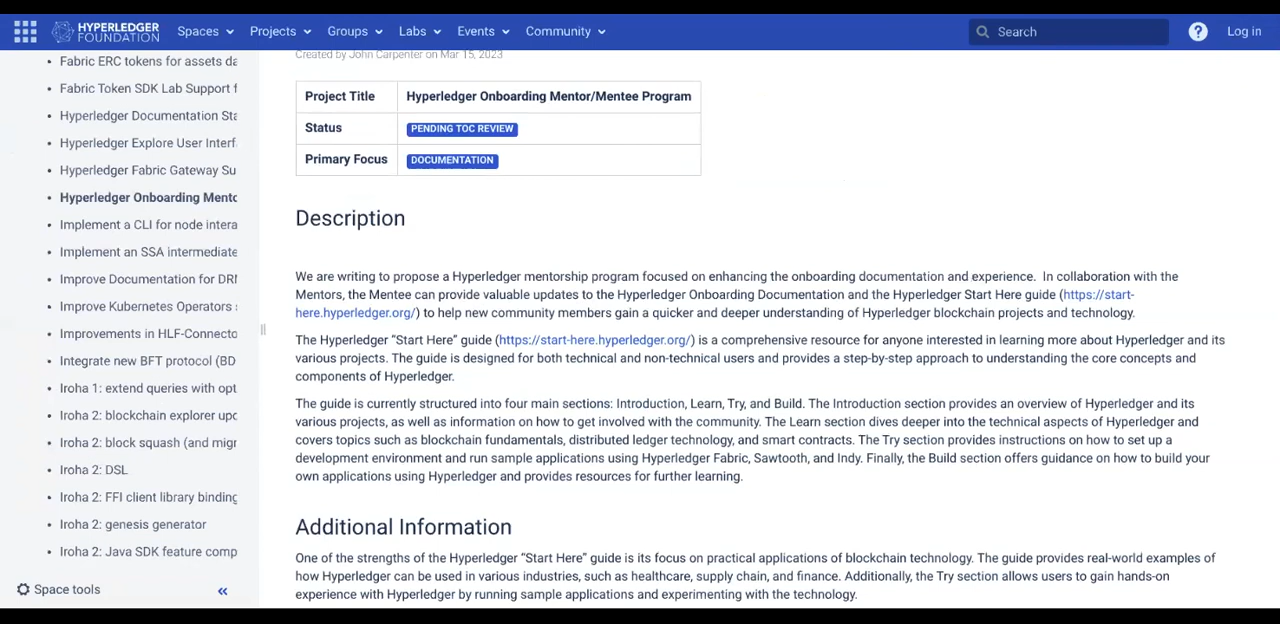 HYPERLEDGER FOUNDATION
Spaces
Projects
Groups
Labs
Events
Community
Search
?
Log in
Fabric ERC tokens for assets da
Fabric Token SDK Lab Support f
Hyperledger Documentation Sta
Hyperledger Explore User Interf
Hyperledger Fabric Gateway Su
Hyperledger Onboarding Mento
Implement a CLI for node intera
Implement an SSA intermediate
Improve Documentation for DRM
Improve Kubernetes Operators s
Improvements in HLF-Connecto
Integrate new BFT protocol (BD
Iroha 1: extend queries with opt
Iroha 2: blockchain explorer upd
Iroha 2: block squash (and migr
Iroha 2: DSL
Iroha 2: FFI client library binding
Iroha 2: genesis generator
Iroha 2: Java SDK feature comp
Space tools
«
Created by John Carpenter on Mar 15, 2023
Project Title Hyperledger Onboarding Mentor/Mentee Program
Status PENDING TOC REVIEW
Primary Focus DOCUMENTATION
Description
We are writing to propose a Hyperledger mentorship program focused on enhancing the onboarding documentation and experience. In collaboration with the
Mentors, the Mentee can provide valuable updates to the Hyperledger Onboarding Documentation and the Hyperledger Start Here guide (https://start-
here.hyperledger.org/) to help new community members gain a quicker and deeper understanding of Hyperledger blockchain projects and technology.
The Hyperledger "Start Here" guide (https://start-here.hyperledger.org/) is a comprehensive resource for anyone interested in learning more about Hyperledger and its
various projects. The guide is designed for both technical and non-technical users and provides a step-by-step approach to understanding the core concepts and
components of Hyperledger.
The guide is currently structured into four main sections: Introduction, Learn, Try, and Build. The Introduction section provides an overview of Hyperledger and its
various projects, as well as information on how to get involved with the community. The Learn section dives deeper into the technical aspects of Hyperledger and
covers topics such as blockchain fundamentals, distributed ledger technology, and smart contracts. The Try section provides instructions on how to set up a
development environment and run sample applications using Hyperledger Fabric, Sawtooth, and Indy. Finally, the Build section offers guidance on how to build your
own applications using Hyperledger and provides resources for further learning.
Additional Information
One of the strengths of the Hyperledger "Start Here" guide is its focus on practical applications of blockchain technology. The guide provides real-world examples of
how Hyperledger can be used in various industries, such as healthcare, supply chain, and finance. Additionally, the Try section allows users to gain hands-on
experience with Hyperledger by running sample applications and experimenting with the technology.